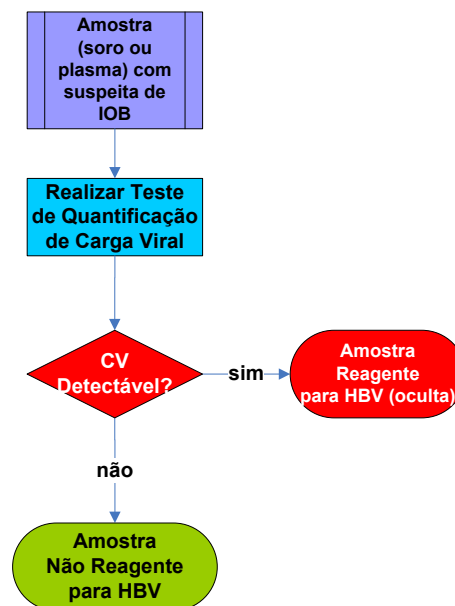 Amostra
(soro ou
plasma) com
suspeita de
IOB
Realizar Teste
de Quantificação
de Carga Viral
CV
Detectável?
sim
Amostra
Reagente
para HBV (oculta)
não
Amostra
Não Reagente
para HBV